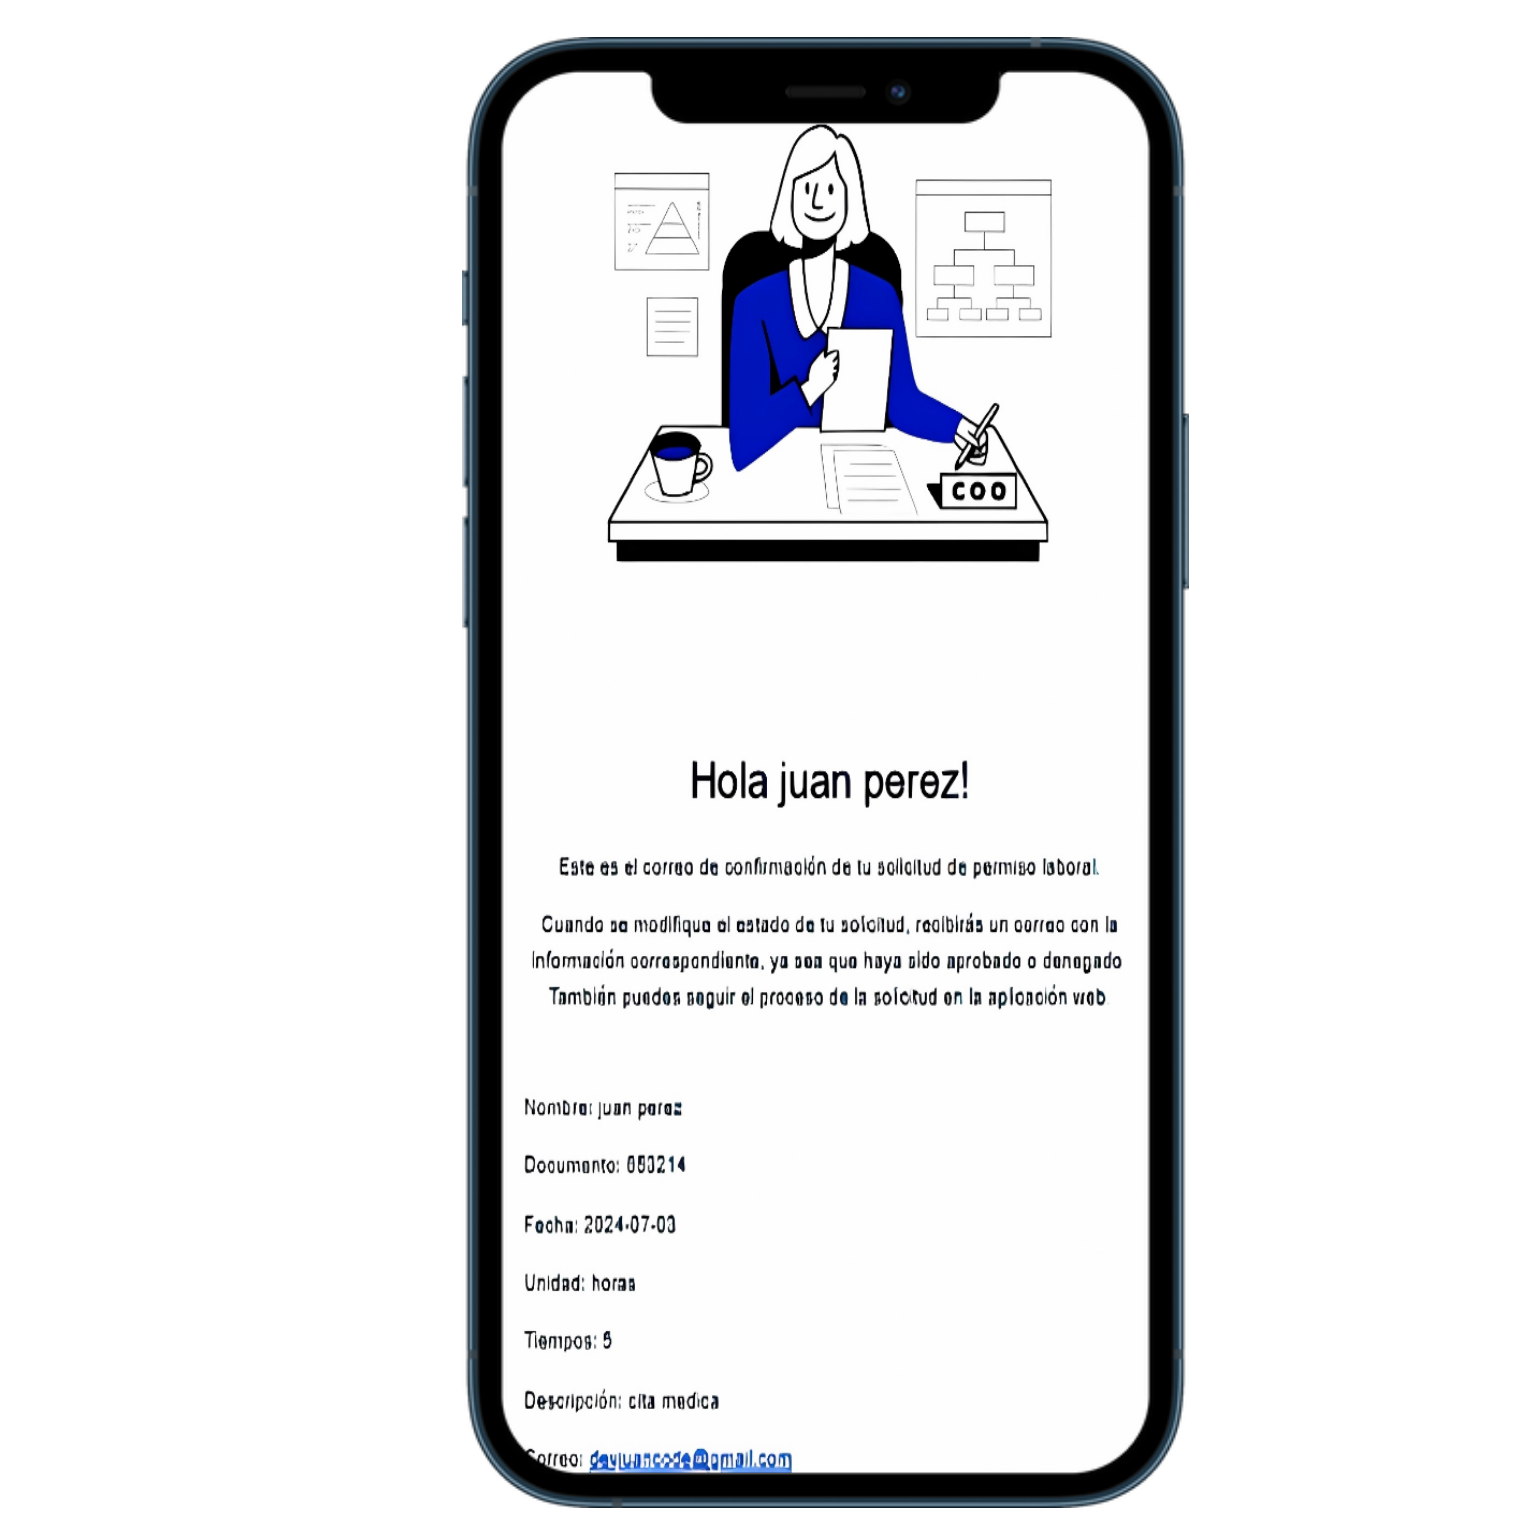 COO
Hola juan perez!
Este es el correo de confirmación de tu solicitud de permiso laboral.
Cuando se modifique el estado de tu solicitud, recibirás un correo con la
información correspondiente, ya sea que haya sido aprobado o denegado
También puedes seguir el proceso de la solicitud en la aplicación web.
Nombre: juan perez
Documento:
Fecha: 2024-07-03
Unidad: horas
Tiempos: 5
Descripción: cita medica
Correo: devjuancode@gmail.com